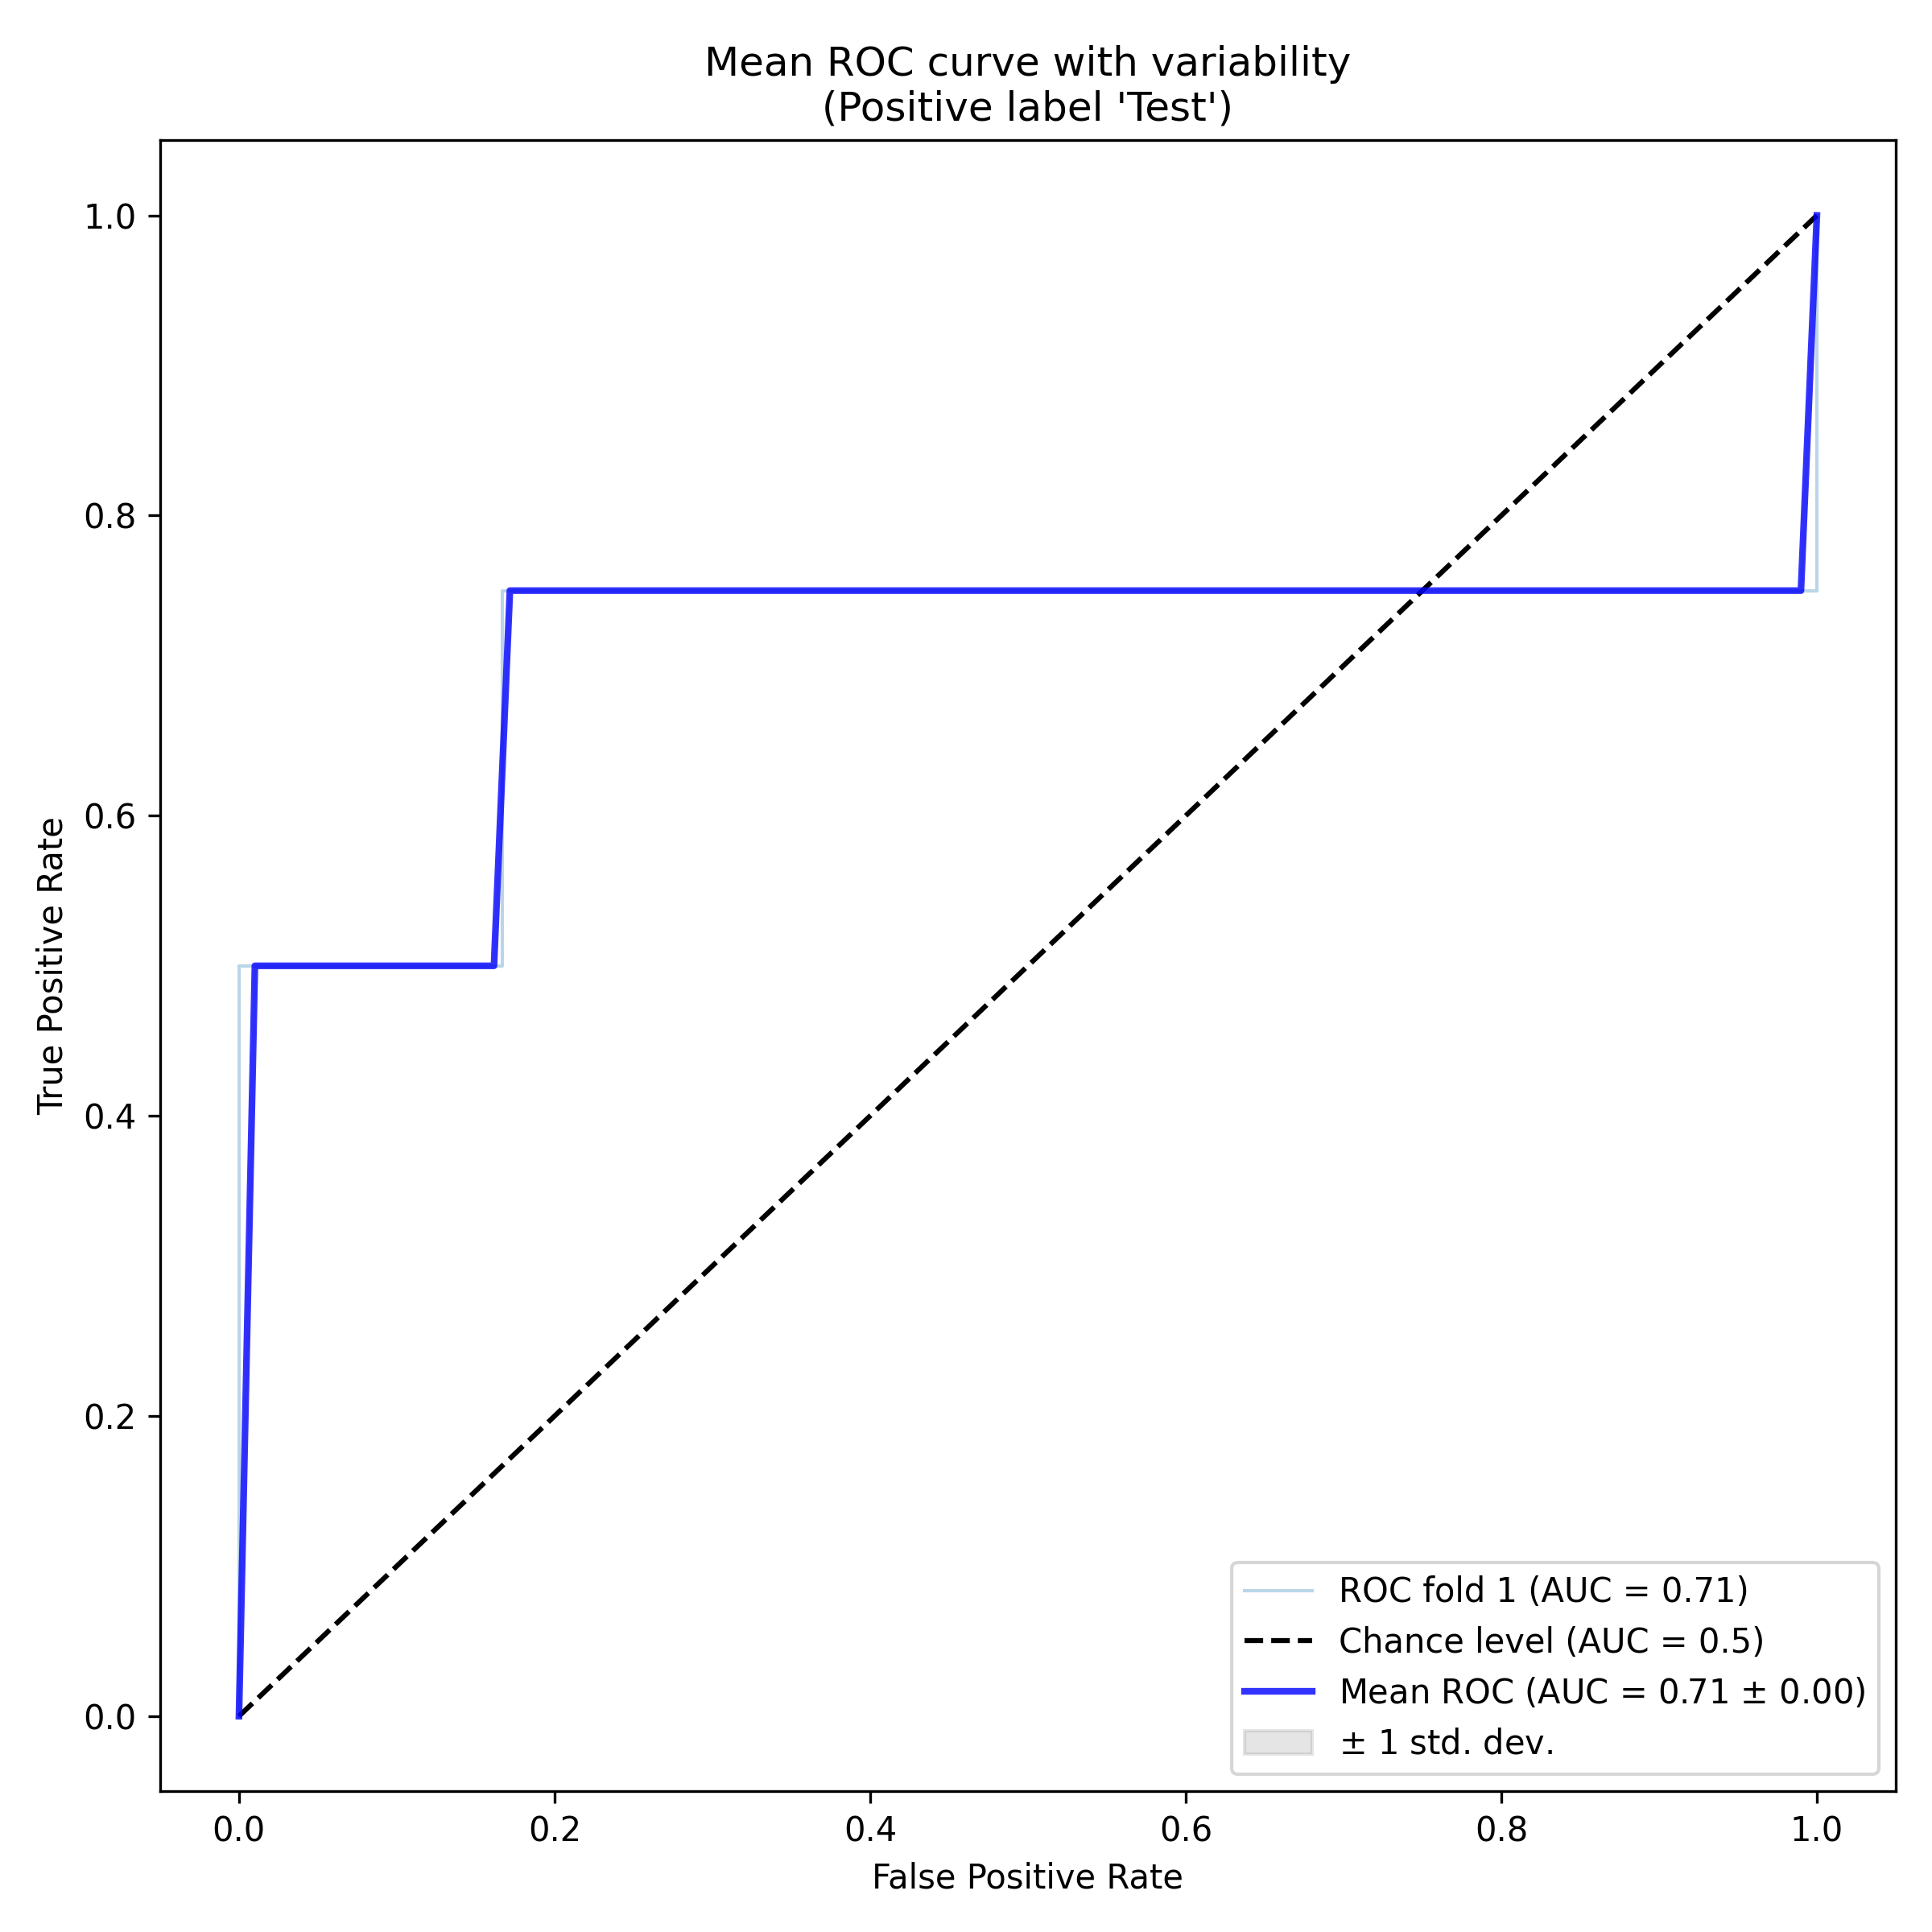 Mean ROC curve with variability
(Positive label 'Test')
True Positive Rate
1.0
0.8
0.6
0.4
0.2
0.0
0.0 0.2 0.4 0.6 0.8 1.0
False Positive Rate
ROC fold 1 (AUC = 0.71)
Chance level (AUC = 0.5)
Mean ROC (AUC = 0.71 ± 0.00)
± 1 std. dev.